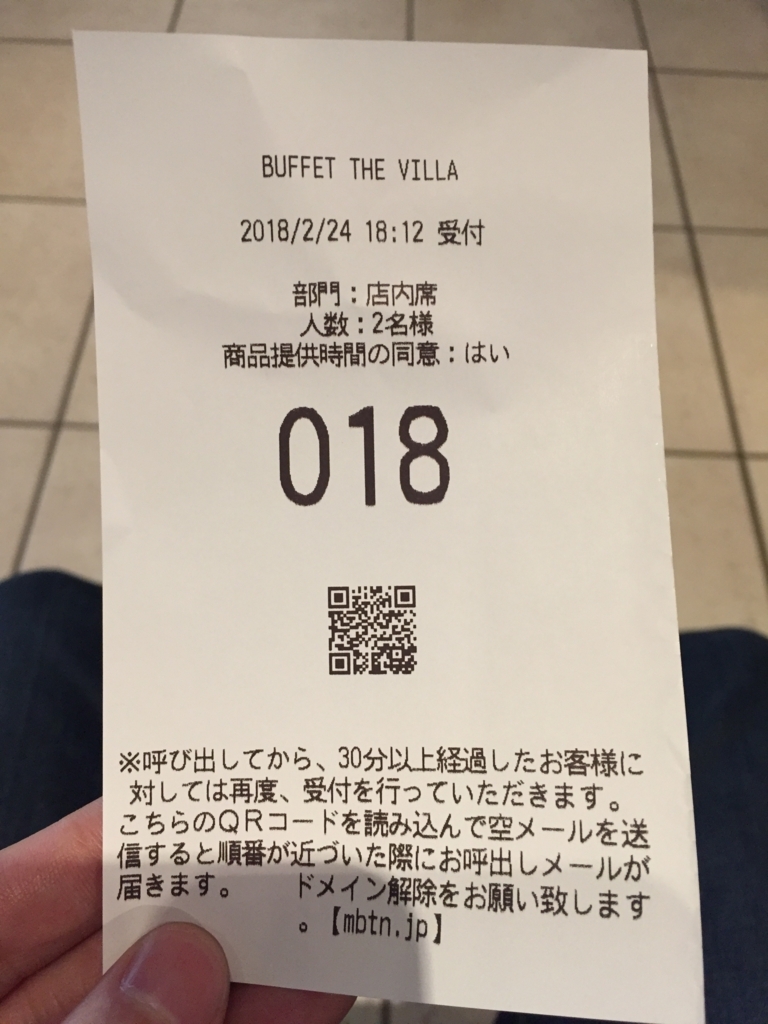 BUFFET THE VILLA
2018/2/24 18:12 受付
部門：店内席
人数：2名様
商品提供時間の同意：はい
018
※呼び出してから、30分以上経過したお客様に
対しては再度、受付を行っていただきます。
こちらのQRコードを読み込んで空メールを送
信すると順番が近づいた際にお呼出しメールが
届きます。　　ドメイン解除をお願い致します
。【mbtn.jp】